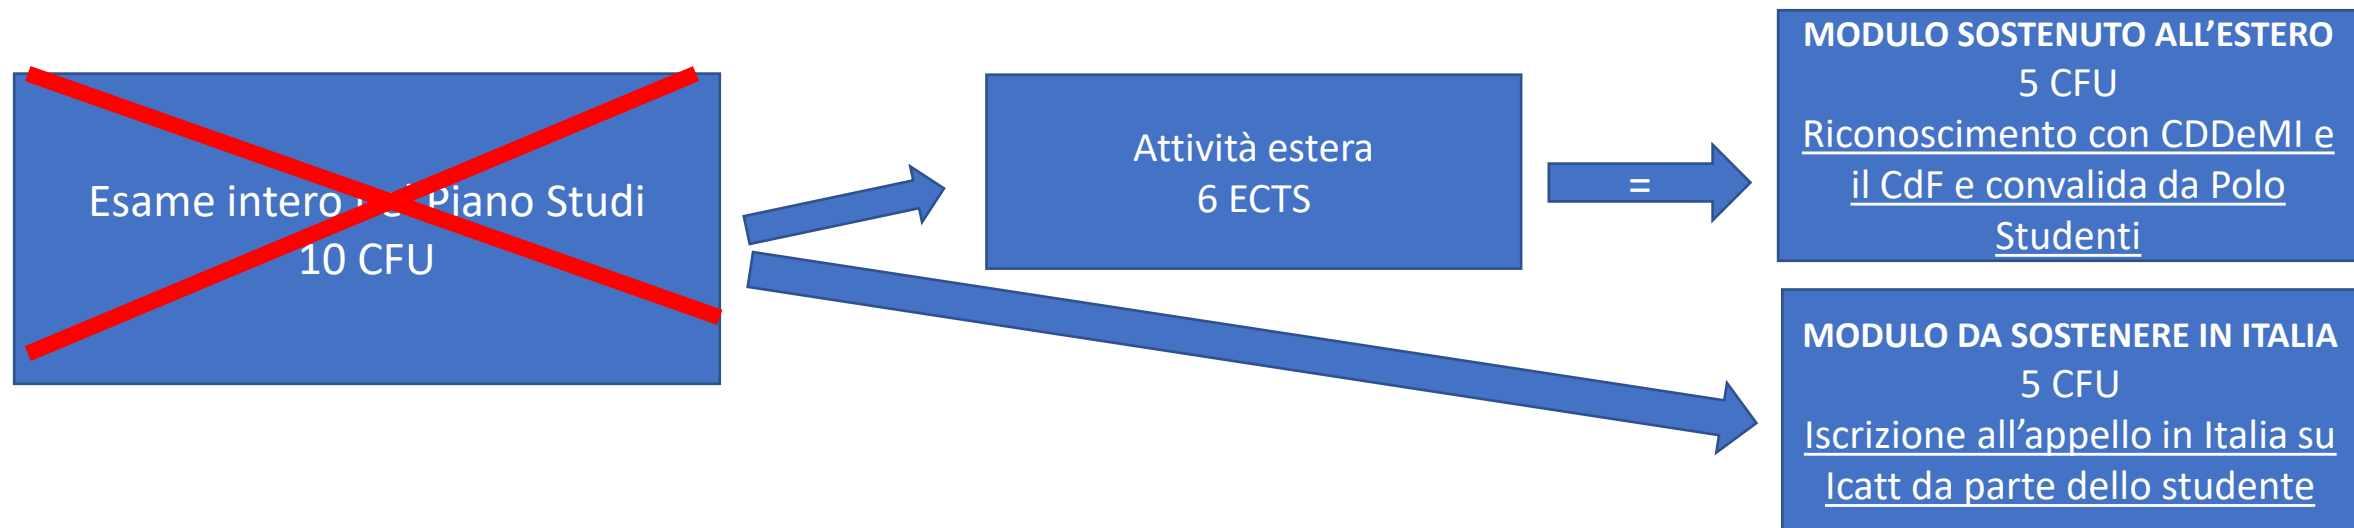 Esame intero Piano Studi
10 CFU
Attività estera
6 ECTS
=
MODULO SOSTENUTO ALL’ESTERO
5 CFU
Riconoscimento con CDDeMI e
il CdF e convalida da Polo
Studenti
MODULO DA SOSTENERE IN ITALIA
5 CFU
Iscrizione all’appello in Italia su
Icatt da parte dello studente